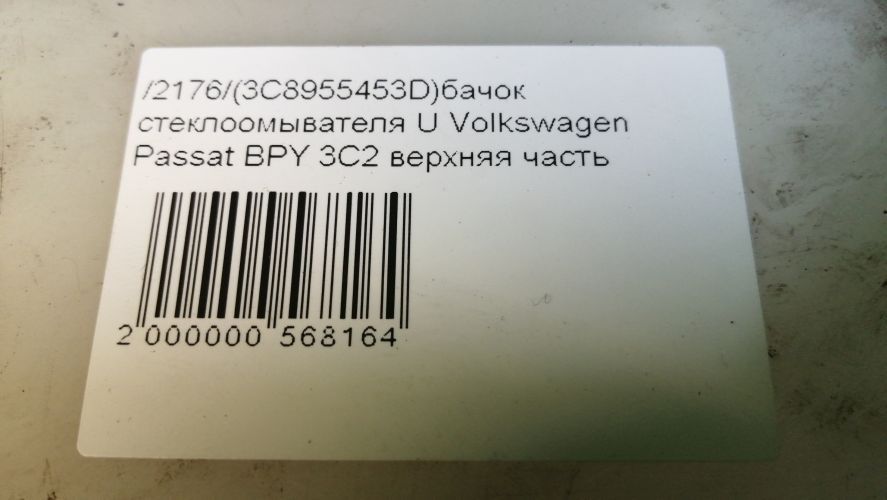 /2176/(3C8955453D)бачок
стеклоомывателя U Volkswagen
Passat BPY 3C2 верхняя часть
2 000000 568164